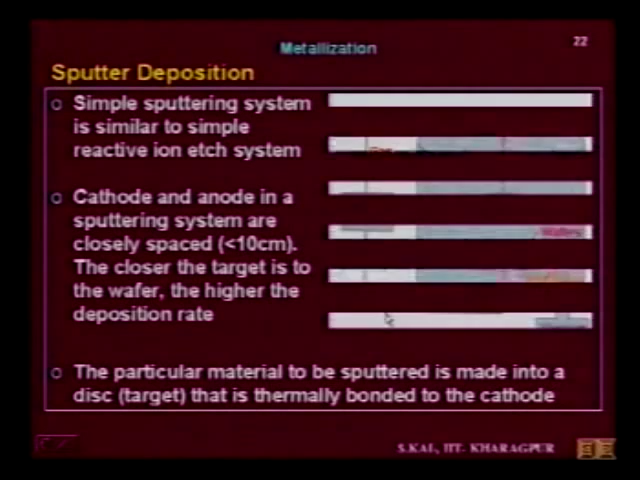 Metallization
22
Sputter Deposition
Simple sputtering system
is similar to simple
reactive ion etch system
Cathode and anode in a
sputtering system are
closely spaced (<10cm).
The closer the target is to
the wafer, the higher the
deposition rate
The particular material to be sputtered is made into a
disc (target) that is thermally bonded to the cathode
S.KAL, IIT- KHARAGPUR